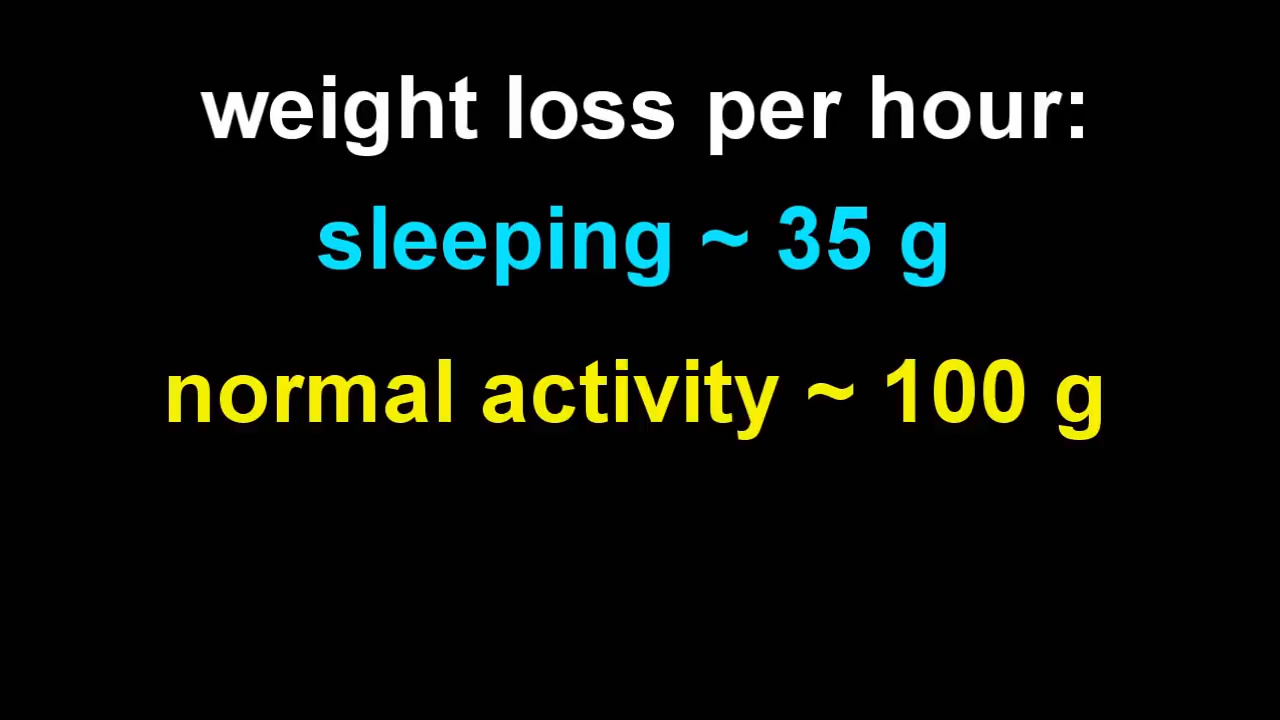 weight loss per hour:
sleeping ~ 35 g
normal activity ~ 100 g